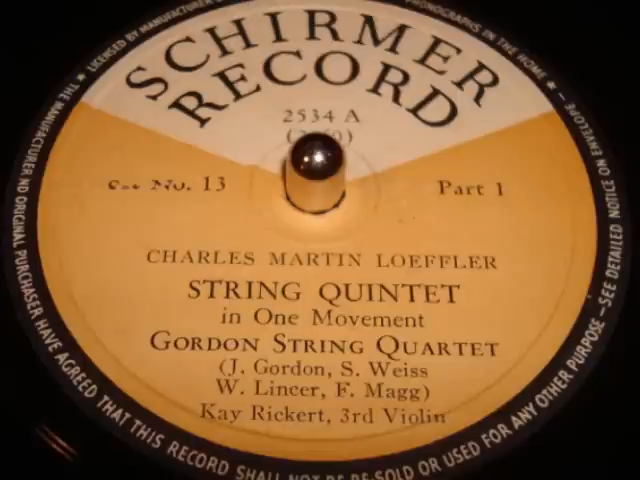 SCHIRMER
RECORD
2534 A
Set No. 13
Part 1
CHARLES MARTIN LOEFFLER
STRING QUINTET
in One Movement
GORDON STRING QUARTET
(J. Gordon, S. Weiss
W. Lincer, F. Magg)
Kay Rickert, 3rd Violin
★ LICENSED BY MANUFACTURER PHONOGRAPHS IN THE HOME ★
THE MANUFACTURER AND ORIGINAL PURCHASER HAVE AGREED THAT THIS RECORD SHALL NOT BE RE-SOLD OR USED FOR ANY OTHER PURPOSE—SEE DETAILED NOTICE ON ENVELOPE